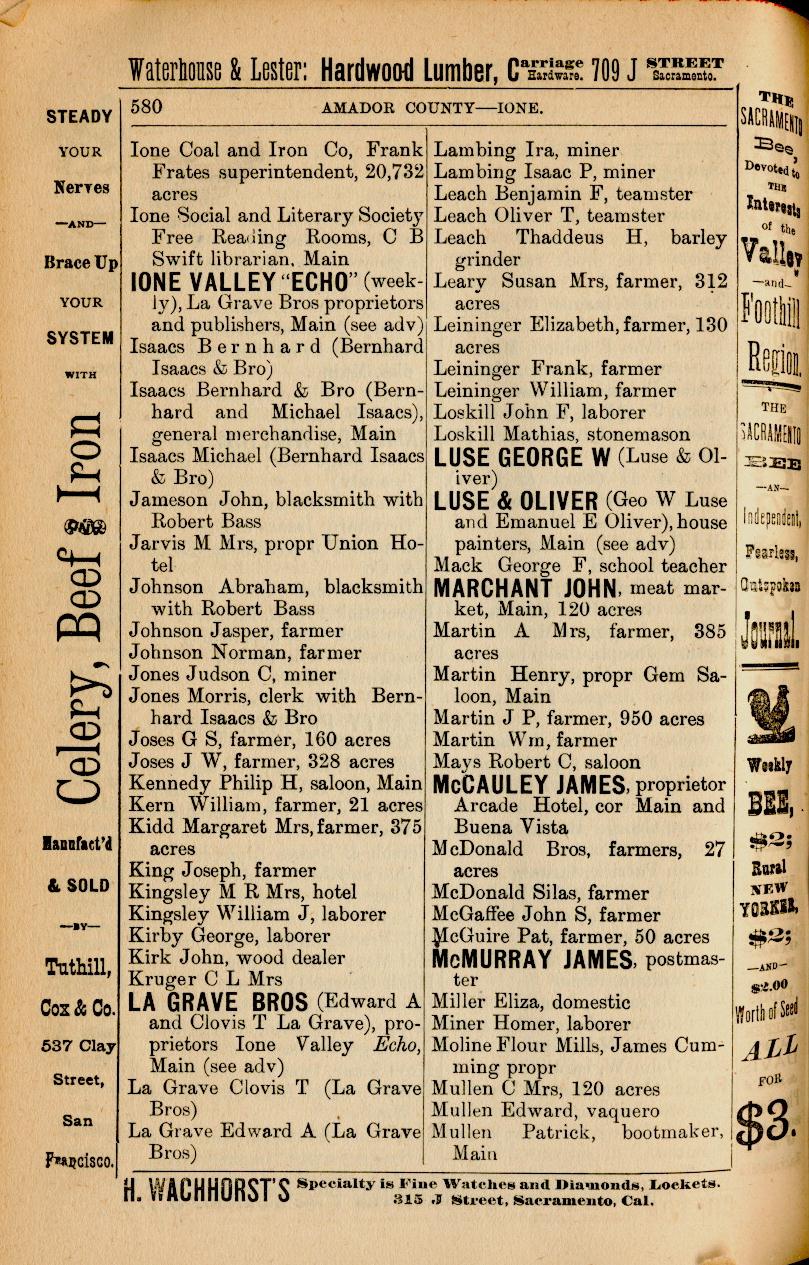 Waterhouse & Lester: Hardwood Lumber, Carriage Hardware. 709 J STREET Sacramento.
580 AMADOR COUNTY—IONE.
STEADY
YOUR
Nerves
—AND—
Brace Up
YOUR
SYSTEM
WITH
Celery, Beef and Iron
Manufact'd
& SOLD
—BY—
Tuthill,
Cox & Co.
537 Clay
Street,
San
Francisco.
Ione Coal and Iron Co, Frank
Frates superintendent, 20,732
acres
Ione Social and Literary Society
Free Reading Rooms, C B
Swift librarian, Main
IONE VALLEY "ECHO" (week-
ly), La Grave Bros proprietors
and publishers, Main (see adv)
Isaacs Bernhard (Bernhard
Isaacs & Bro)
Isaacs Bernhard & Bro (Bern-
hard and Michael Isaacs),
general merchandise, Main
Isaacs Michael (Bernhard Isaacs
& Bro)
Jameson John, blacksmith with
Robert Bass
Jarvis M Mrs, propr Union Ho-
tel
Johnson Abraham, blacksmith
with Robert Bass
Johnson Jasper, farmer
Johnson Norman, farmer
Jones Judson C, miner
Jones Morris, clerk with Bern-
hard Isaacs & Bro
Joses G S, farmer, 160 acres
Joses J W, farmer, 328 acres
Kennedy Philip H, saloon, Main
Kern William, farmer, 21 acres
Kidd Margaret Mrs, farmer, 375
acres
King Joseph, farmer
Kingsley M R Mrs, hotel
Kingsley William J, laborer
Kirby George, laborer
Kirk John, wood dealer
Kruger C L Mrs
LA GRAVE BROS (Edward A
and Clovis T La Grave), pro-
prietors Ione Valley Echo,
Main (see adv)
La Grave Clovis T (La Grave
Bros)
La Grave Edward A (La Grave
Bros)
Lambing Ira, miner
Lambing Isaac P, miner
Leach Benjamin F, teamster
Leach Oliver T, teamster
Leach Thaddeus H, barley
grinder
Leary Susan Mrs, farmer, 312
acres
Leininger Elizabeth, farmer, 130
acres
Leininger Frank, farmer
Leininger William, farmer
Loskill John F, laborer
Loskill Mathias, stonemason
LUSE GEORGE W (Luse & Ol-
iver)
LUSE & OLIVER (Geo W Luse
and Emanuel E Oliver), house
painters, Main (see adv)
Mack George F, school teacher
MARCHANT JOHN, meat mar-
ket, Main, 120 acres
Martin A Mrs, farmer, 385
acres
Martin Henry, propr Gem Sa-
loon, Main
Martin J P, farmer, 950 acres
Martin Wm, farmer
Mays Robert C, saloon
McCAULEY JAMES, proprietor
Arcade Hotel, cor Main and
Buena Vista
McDonald Bros, farmers, 27
acres
McDonald Silas, farmer
McGaffee John S, farmer
McGuire Pat, farmer, 50 acres
McMURRAY JAMES, postmas-
ter
Miller Eliza, domestic
Miner Homer, laborer
Moline Flour Mills, James Cum-
ming propr
Mullen C Mrs, 120 acres
Mullen Edward, vaquero
Mullen Patrick, bootmaker,
Main
THE
SACRAMENTO
Bee,
Devoted to
THE
Interests
of the
Valley
—and—
Foothill
Region.
THE
SACRAMENTO
BEE
—AN—
Independent,
Fearless,
Outspoken
Journal.
Weekly
BEE,
$2;
Rural
NEW
YORKER,
$2;
—AND—
$2.00
Worth of Seed
ALL
FOR
$3.
H. WACHHORST'S Specialty is Fine Watches and Diamonds, Lockets.
315 J Street, Sacramento, Cal.